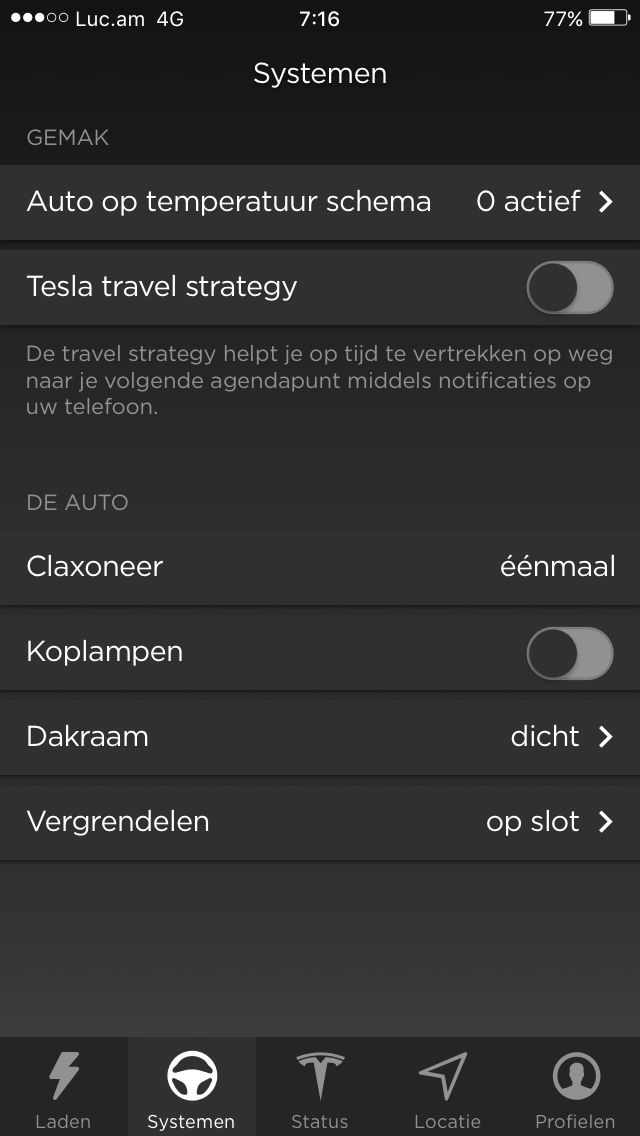 Luc.am 4G 7:16 77%
Systemen
GEMAK
Auto op temperatuur schema 0 actief
Tesla travel strategy
De travel strategy helpt je op tijd te vertrekken op weg
naar je volgende agendapunt middels notificaties op
uw telefoon.
DE AUTO
Claxoneer éénmaal
Koplampen
Dakraam dicht
Vergrendelen op slot
Laden Systemen Status Locatie Profielen